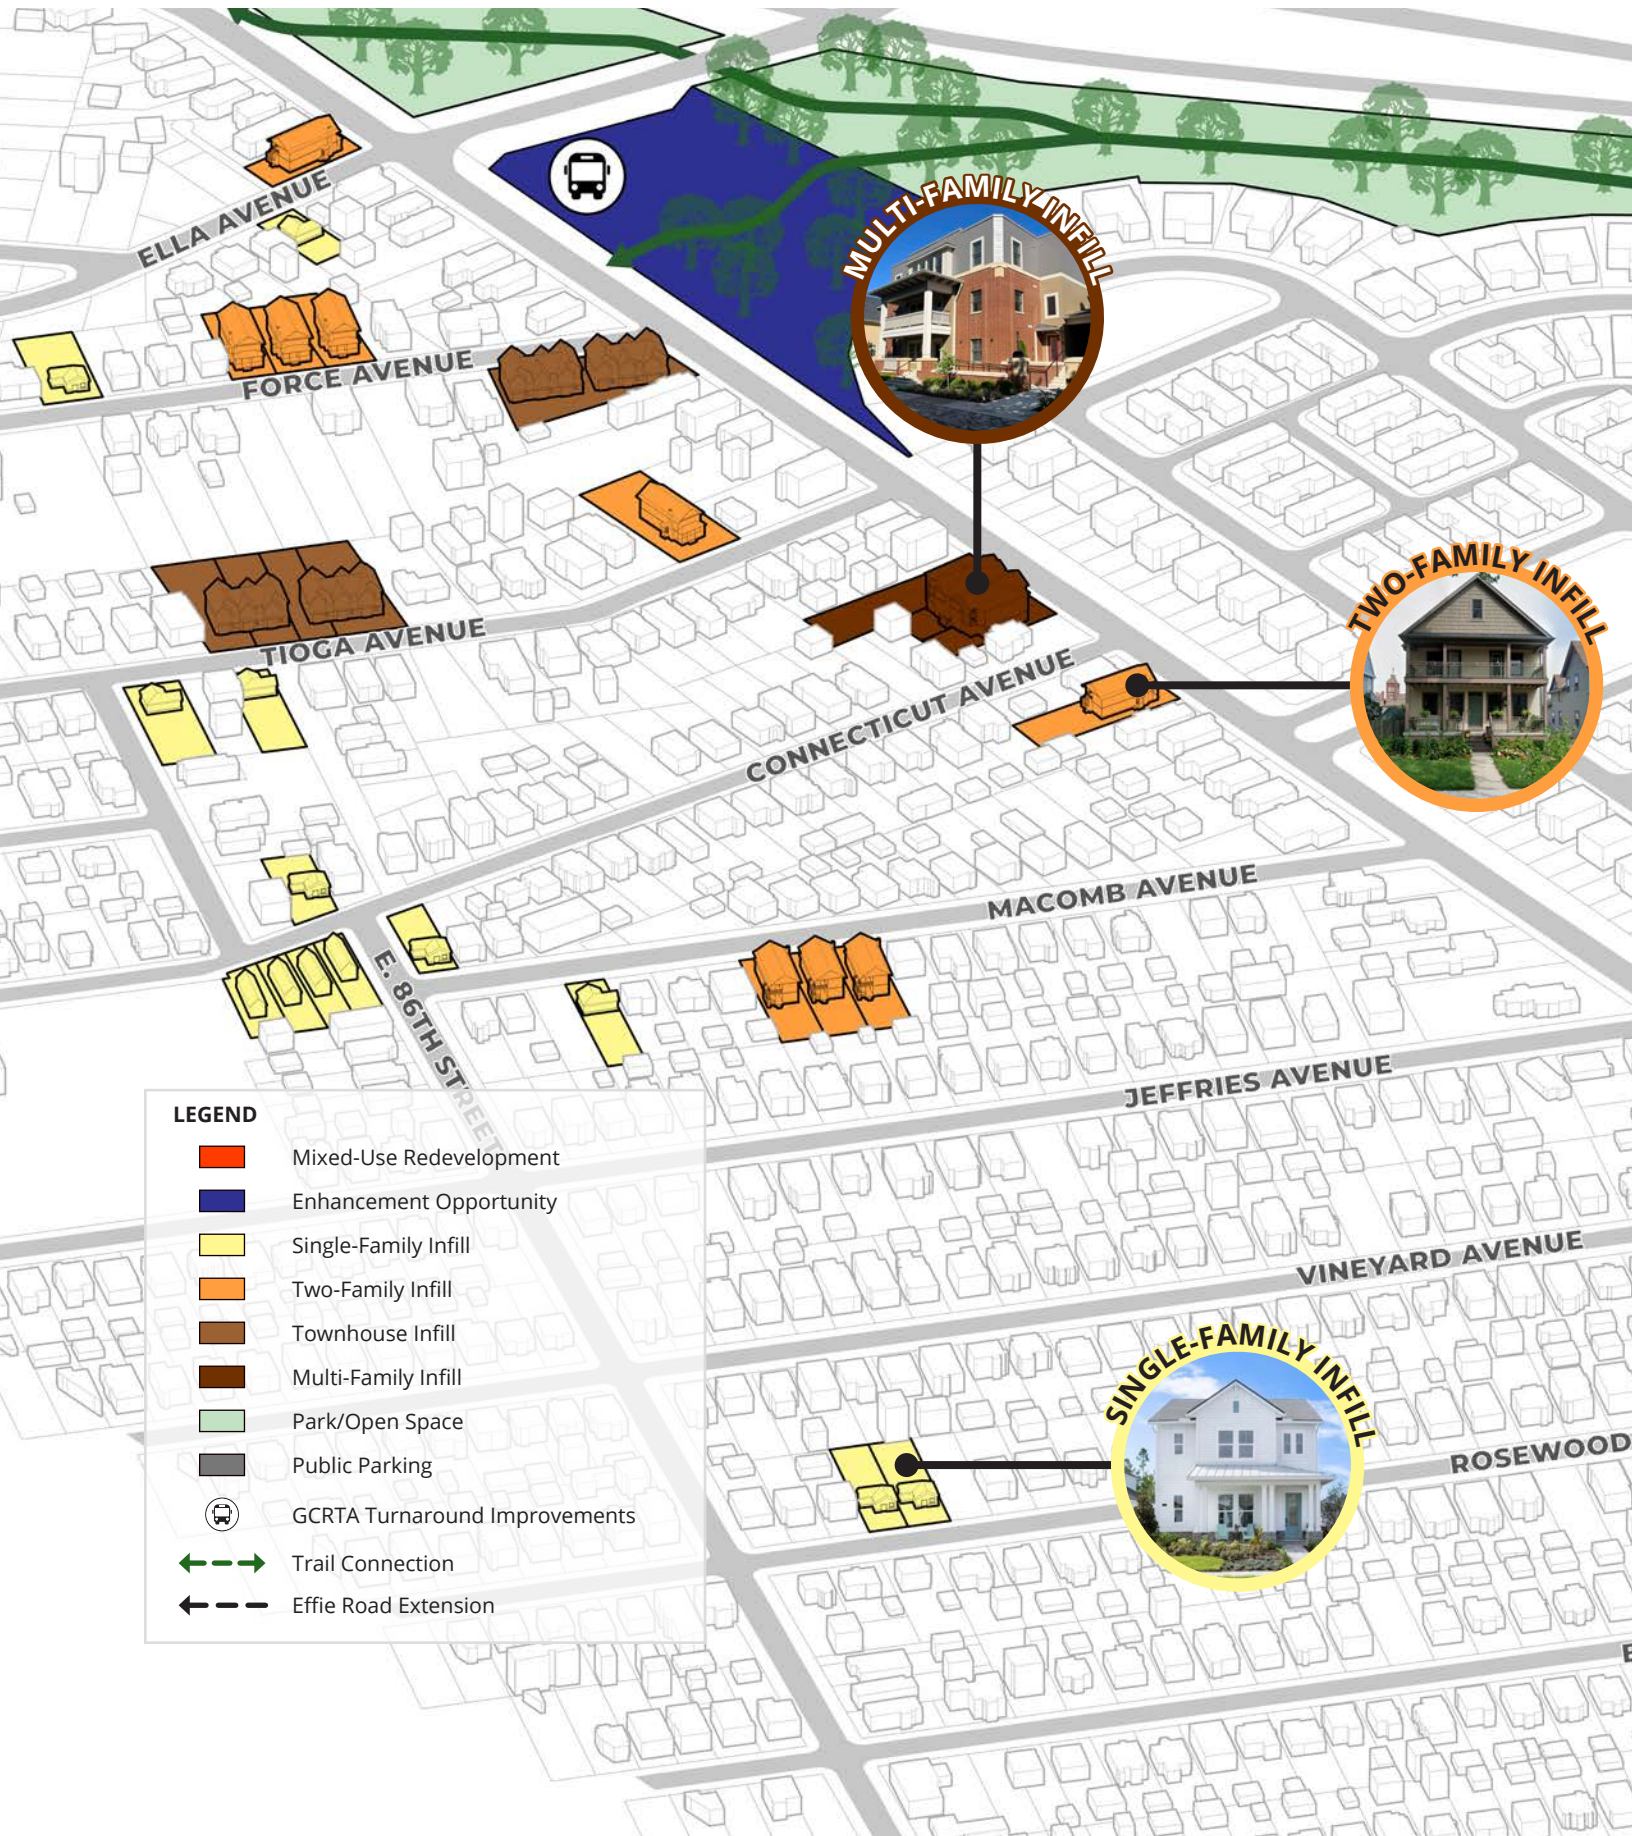 ELLA AVENUE
MULTI-FAMILY INFILL
FORCE AVENUE
TWO-FAMILY INFILL
TIOGA AVENUE
CONNECTICUT AVENUE
MACOMB AVENUE
E. 86TH STREET
JEFFRIES AVENUE
VINEYARD AVENUE
SINGLE-FAMILY INFILL
ROSEWOOD
LEGEND
Mixed-Use Redevelopment
Enhancement Opportunity
Single-Family Infill
Two-Family Infill
Townhouse Infill
Multi-Family Infill
Park/Open Space
Public Parking
GCRTA Turnaround Improvements
Trail Connection
Effie Road Extension